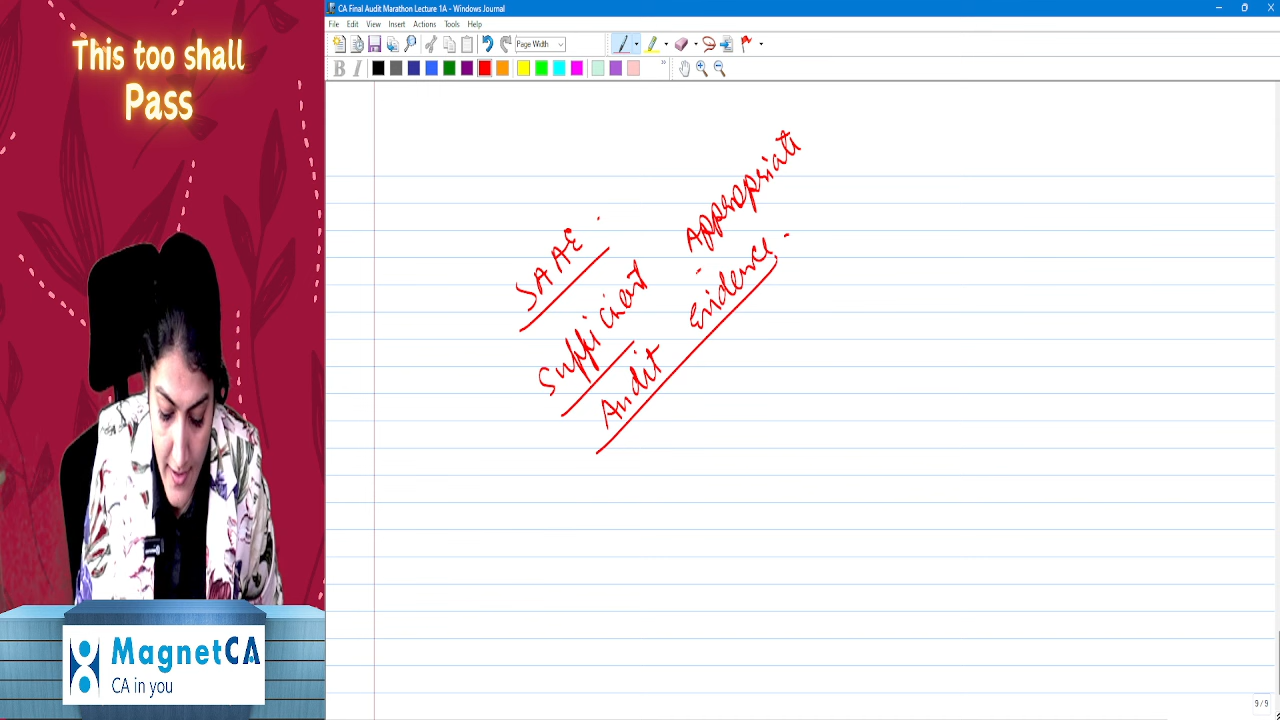 This too shall
Pass
CA Final Audit Marathon Lecture 1A - Windows Journal
File Edit View Insert Actions Tools Help
Page Width
B I
SAAE.
Sufficient Appropriate
Audit Evidence.
MagnetCA
CA in you
9 / 9